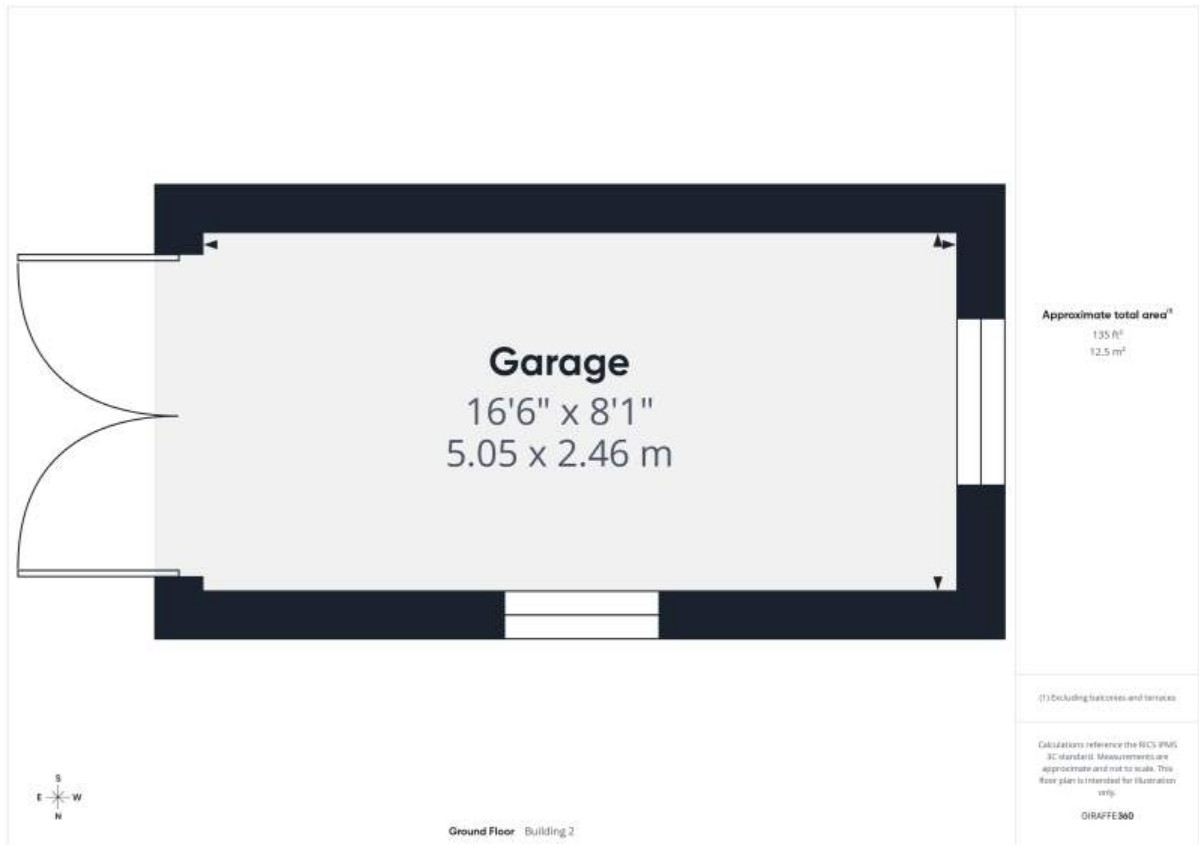 Garage
16'6" x 8'1"
5.05 x 2.46 m
Approximate total area⁽¹⁾
135 ft²
12.5 m²
(1) Excluding balconies and terraces
Calculations reference the RICS IPMS
3C standard. Measurements are
approximate and not to scale. This
floor plan is intended for illustration
only.
GIRAFFE360
S
E W
N
Ground Floor Building 2